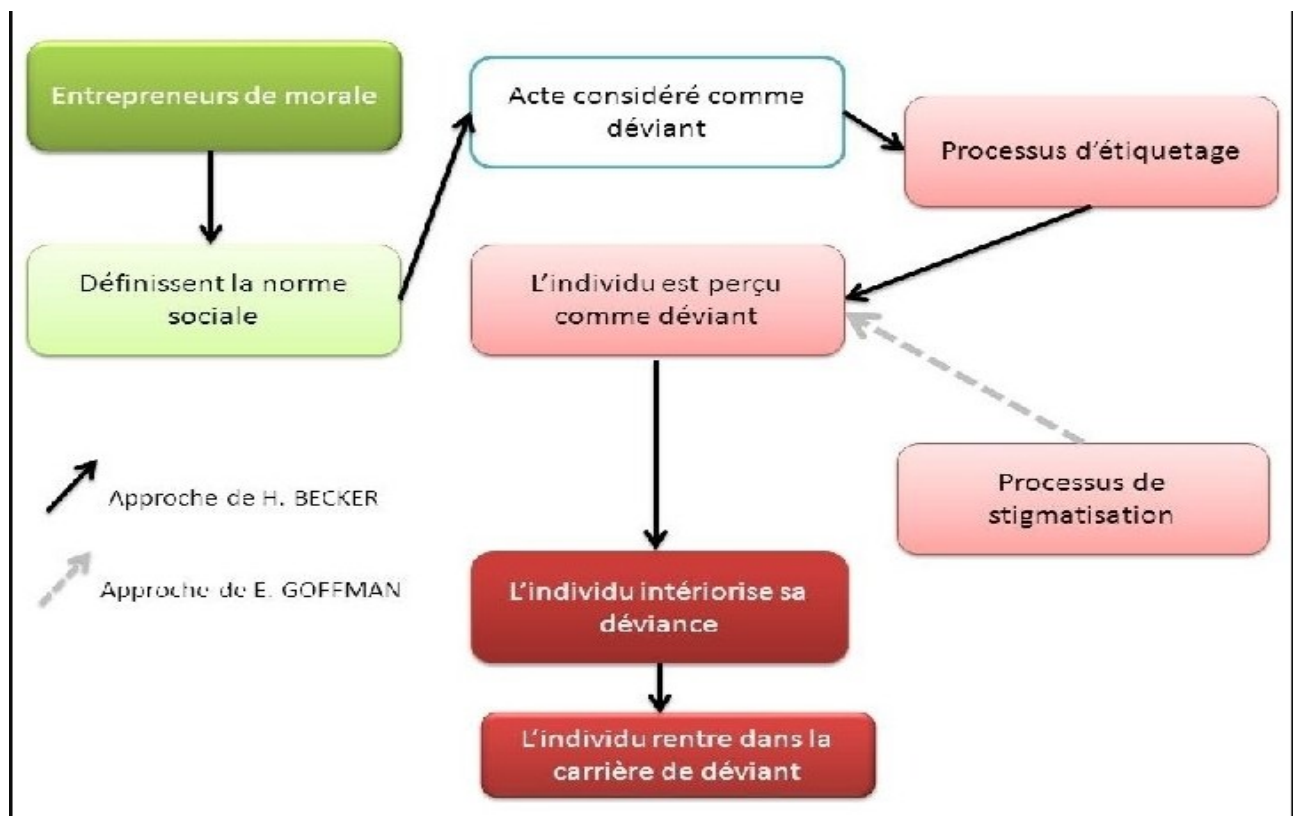 Entrepreneurs de morale
Acte considéré comme
déviant
Processus d'étiquetage
Définissent la norme
sociale
L'individu est perçu
comme déviant
Processus de
stigmatisation
Approche de H. BECKER
Approche de E. GOFFMAN
L'individu intériorise sa
déviance
L'individu rentre dans la
carrière de déviant